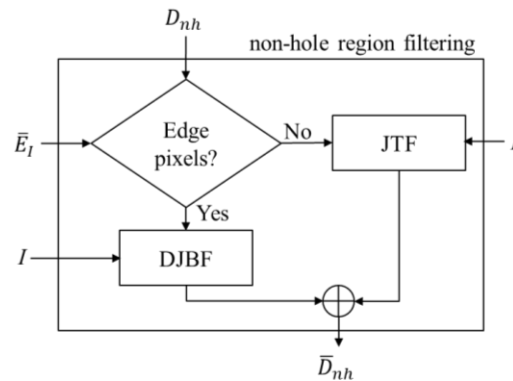 D_nh
non-hole region filtering
Ē_I
Edge
pixels?
No
JTF
Yes
I
DJBF
D̄_nh